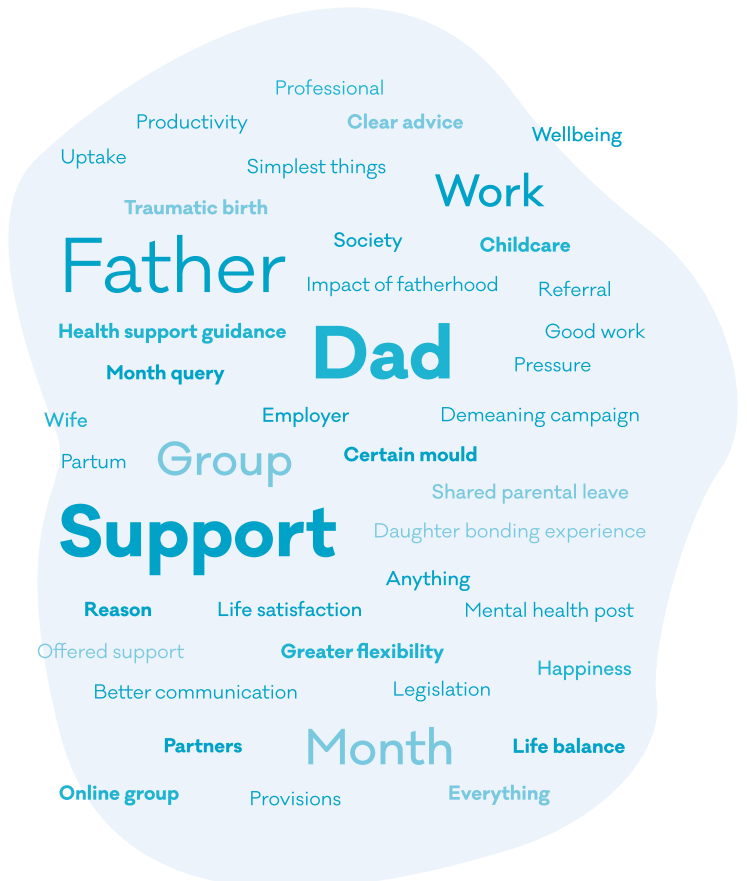 Professional
Productivity
Clear advice
Wellbeing
Uptake
Simplest things
Work
Traumatic birth
Society
Childcare
Father
Impact of fatherhood
Referral
Health support guidance
Dad
Good work
Month query
Pressure
Wife
Employer
Demeaning campaign
Partum
Group
Certain mould
Shared parental leave
Support
Daughter bonding experience
Anything
Reason
Life satisfaction
Mental health post
Offered support
Greater flexibility
Happiness
Better communication
Legislation
Partners
Month
Life balance
Online group
Provisions
Everything